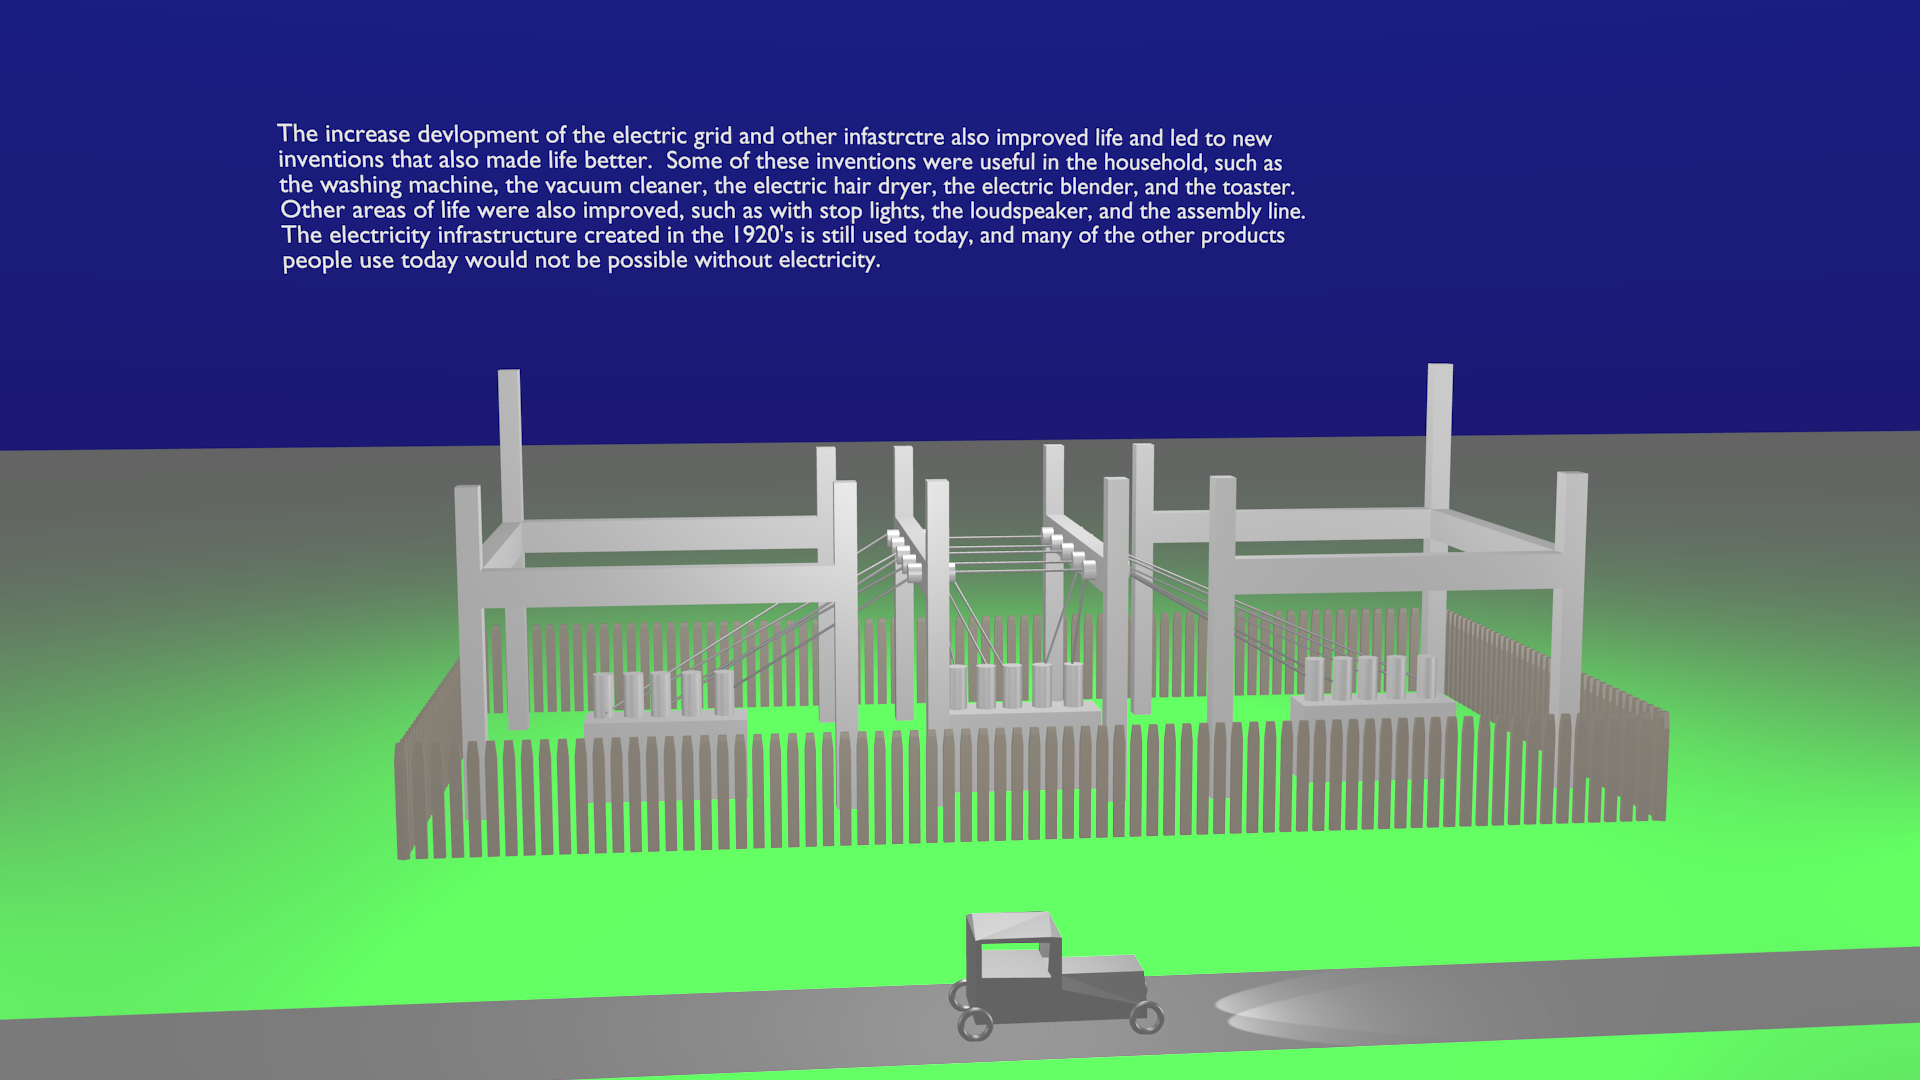 The increase devlopment of the electric grid and other infastrctre also improved life and led to new
inventions that also made life better.  Some of these inventions were useful in the household, such as
the washing machine, the vacuum cleaner, the electric hair dryer, the electric blender, and the toaster.
Other areas of life were also improved, such as with stop lights, the loudspeaker, and the assembly line.
The electricity infrastructure created in the 1920's is still used today, and many of the other products
people use today would not be possible without electricity.